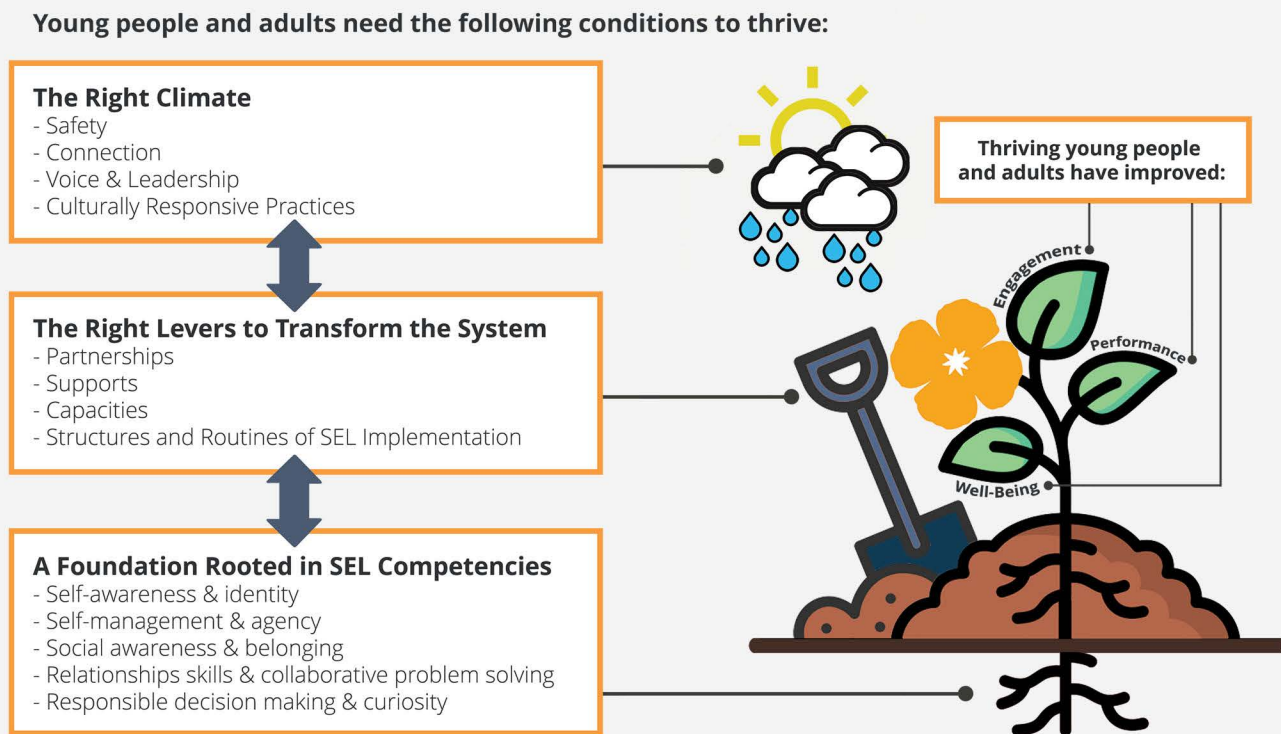 Young people and adults need the following conditions to thrive:
The Right Climate
- Safety
- Connection
- Voice & Leadership
- Culturally Responsive Practices
The Right Levers to Transform the System
- Partnerships
- Supports
- Capacities
- Structures and Routines of SEL Implementation
A Foundation Rooted in SEL Competencies
- Self-awareness & identity
- Self-management & agency
- Social awareness & belonging
- Relationships skills & collaborative problem solving
- Responsible decision making & curiosity
Thriving young people
and adults have improved:
Engagement
Performance
Well-Being